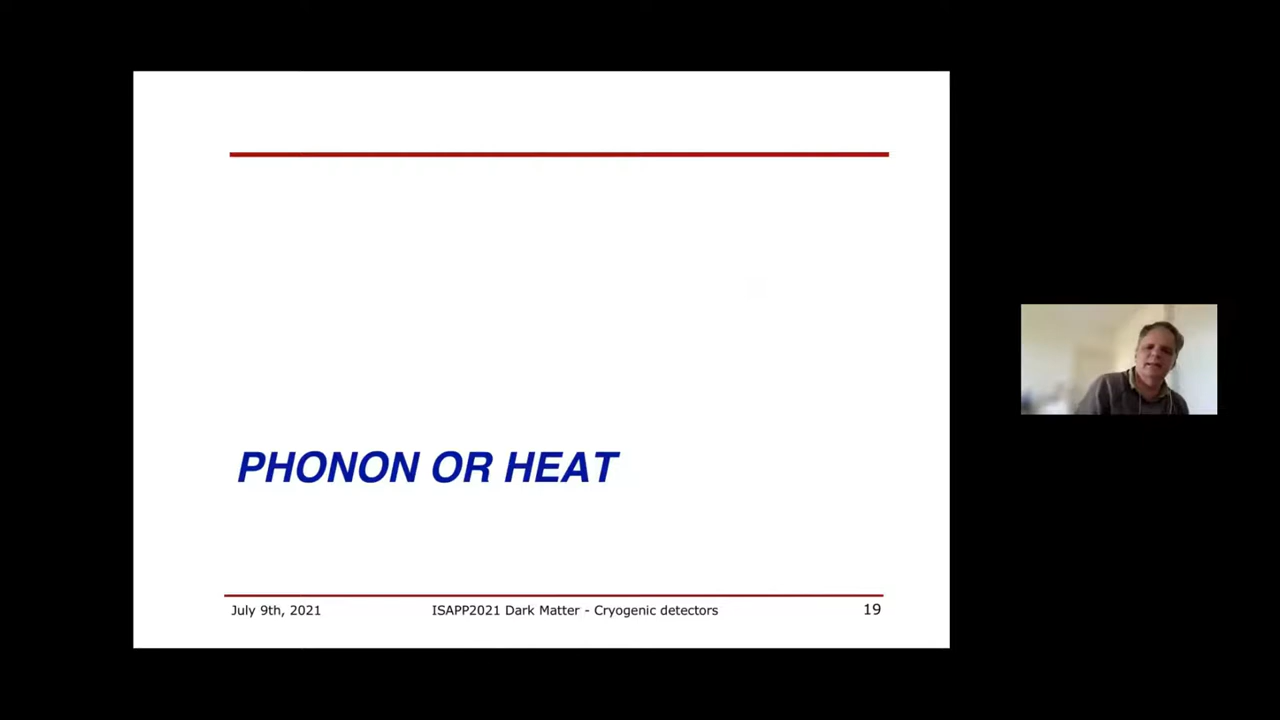 PHONON OR HEAT
July 9th, 2021
ISAPP2021 Dark Matter - Cryogenic detectors
19